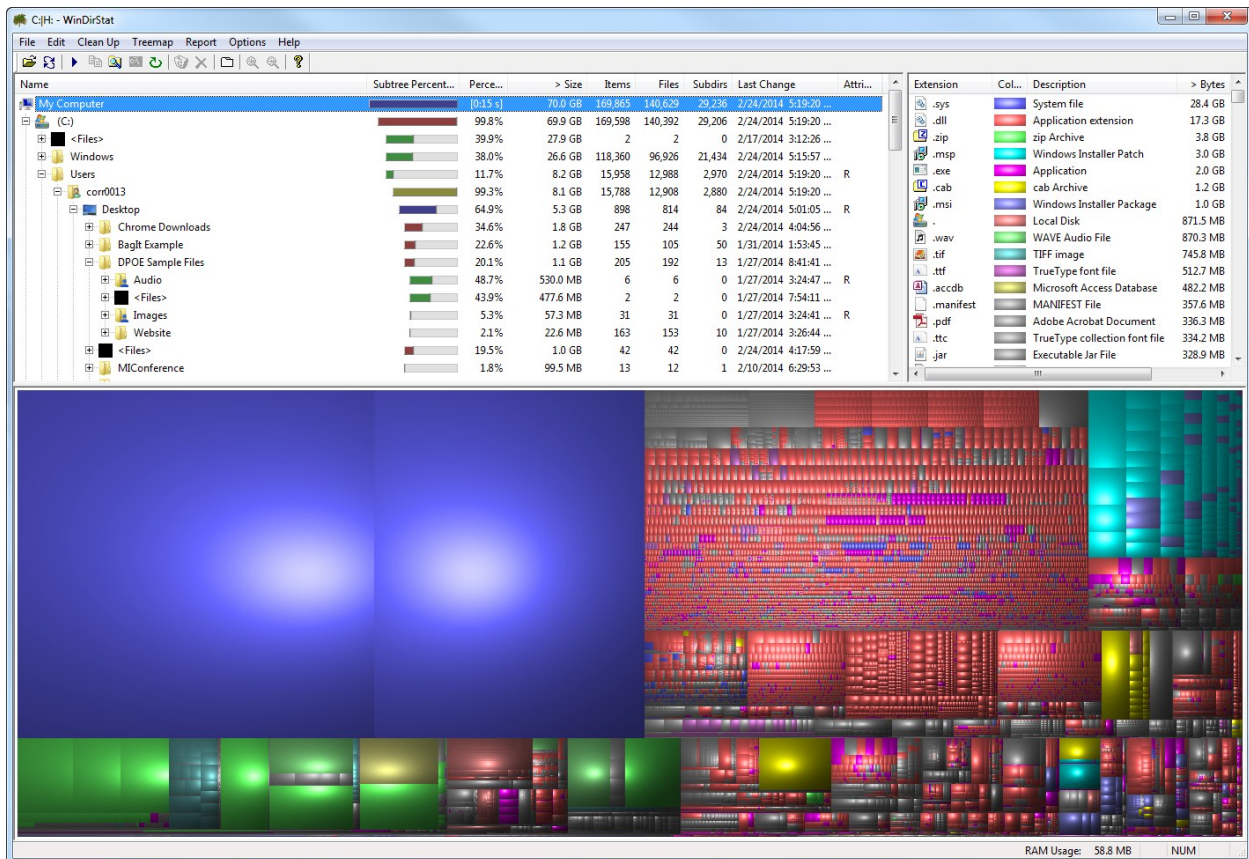 C:|H: - WinDirStat
File Edit Clean Up Treemap Report Options Help
Name Subtree Percent... Perce... > Size Items Files Subdirs Last Change Attri...
My Computer [0:15 s] 70.0 GB 169,865 140,629 29,236 2/24/2014 5:19:20 ...
(C:) 99.8% 69.9 GB 169,598 140,392 29,206 2/24/2014 5:19:20 ...
<Files> 39.9% 27.9 GB 2 2 0 2/17/2014 3:12:26 ...
Windows 38.0% 26.6 GB 118,360 96,926 21,434 2/24/2014 5:15:57 ...
Users 11.7% 8.2 GB 15,958 12,988 2,970 2/24/2014 5:19:20 ... R
corr0013 99.3% 8.1 GB 15,788 12,908 2,880 2/24/2014 5:19:20 ...
Desktop 64.9% 5.3 GB 898 814 84 2/24/2014 5:01:05 ... R
Chrome Downloads 34.6% 1.8 GB 247 244 3 2/24/2014 4:04:56 ...
BagIt Example 22.6% 1.2 GB 155 105 50 1/31/2014 1:53:45 ...
DPOE Sample Files 20.1% 1.1 GB 205 192 13 1/27/2014 8:41:41 ...
Audio 48.7% 530.0 MB 6 6 0 1/27/2014 3:24:47 ... R
<Files> 43.9% 477.6 MB 2 2 0 1/27/2014 7:54:11 ...
Images 5.3% 57.3 MB 31 31 0 1/27/2014 3:24:41 ... R
Website 2.1% 22.6 MB 163 153 10 1/27/2014 3:26:44 ...
<Files> 19.5% 1.0 GB 42 42 0 2/24/2014 4:17:59 ...
MIConference 1.8% 99.5 MB 13 12 1 2/10/2014 6:29:53 ...
Extension Col... Description > Bytes
.sys System file 28.4 GB
.dll Application extension 17.3 GB
.zip zip Archive 3.8 GB
.msp Windows Installer Patch 3.0 GB
.exe Application 2.0 GB
.cab cab Archive 1.2 GB
.msi Windows Installer Package 1.0 GB
. Local Disk 871.5 MB
.wav WAVE Audio File 870.3 MB
.tif TIFF image 745.8 MB
.ttf TrueType font file 512.7 MB
.accdb Microsoft Access Database 482.2 MB
.manifest MANIFEST File 357.6 MB
.pdf Adobe Acrobat Document 336.3 MB
.ttc TrueType collection font file 334.2 MB
.jar Executable Jar File 328.9 MB
RAM Usage: 58.8 MB NUM